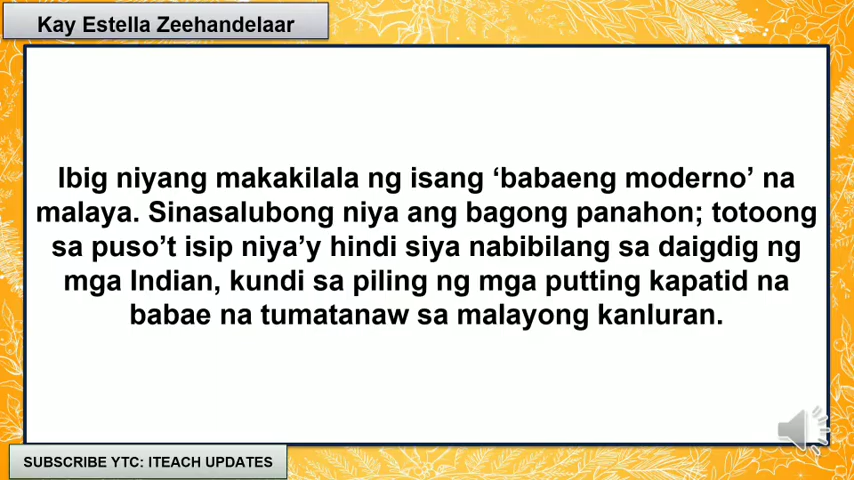 Kay Estella Zeehandelaar
Ibig niyang makakilala ng isang ‘babaeng moderno’ na
malaya. Sinasalubong niya ang bagong panahon; totoong
sa puso’t isip niya’y hindi siya nabibilang sa daigdig ng
mga Indian, kundi sa piling ng mga putting kapatid na
babae na tumatanaw sa malayong kanluran.
SUBSCRIBE YTC: ITEACH UPDATES